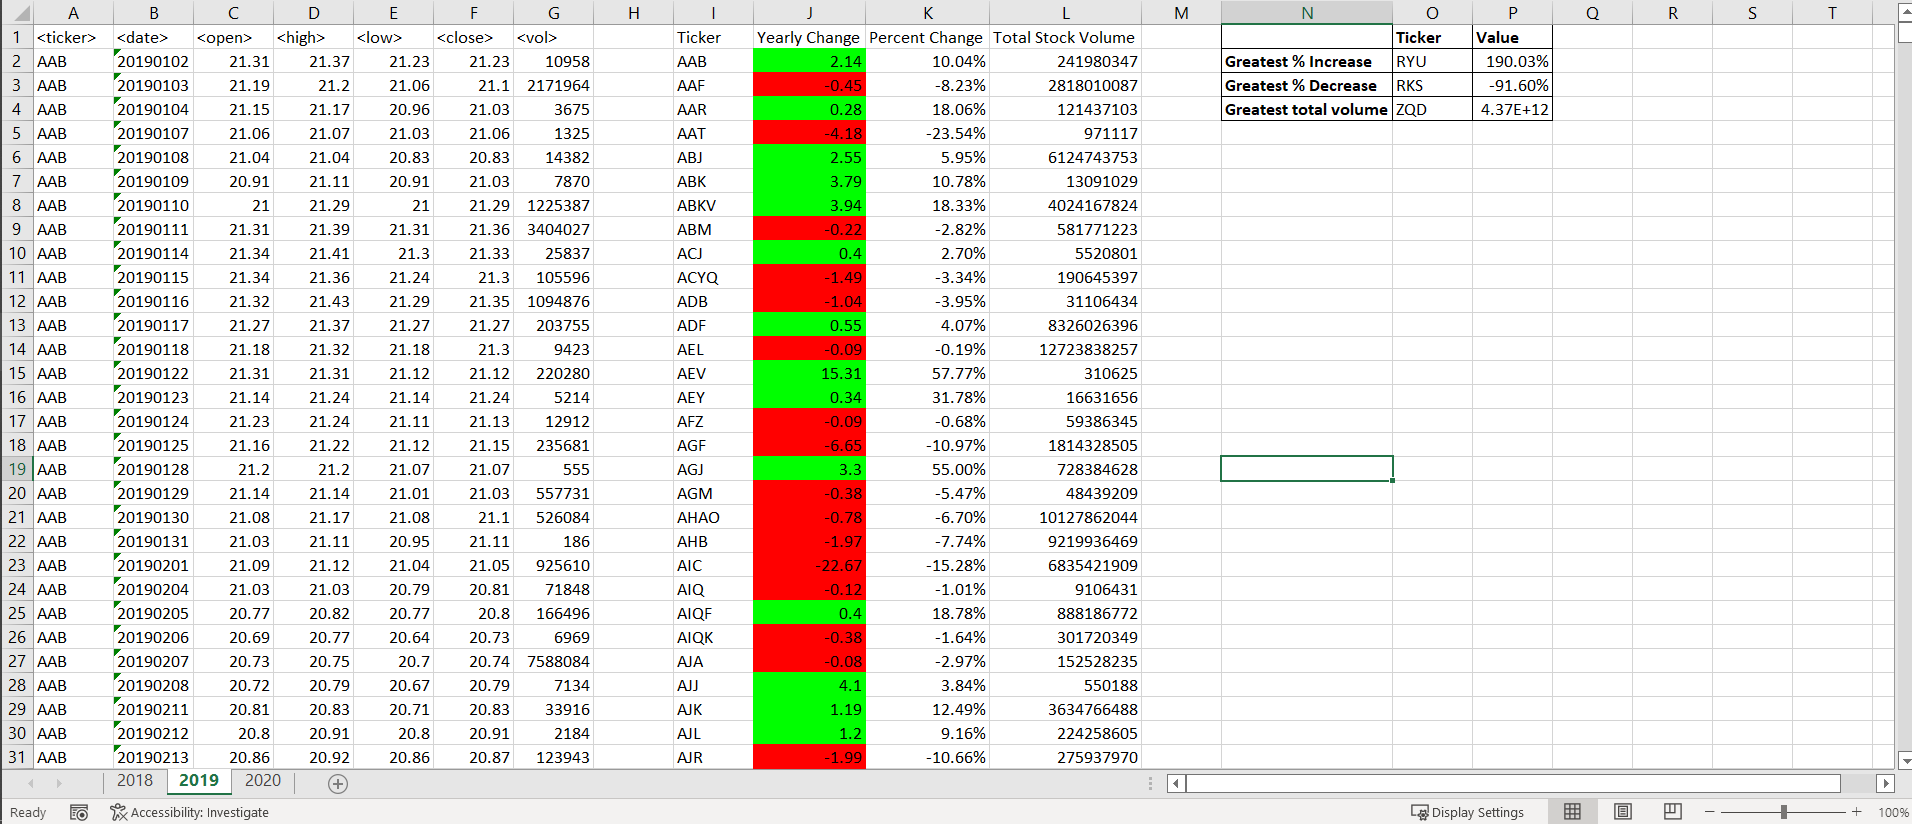 A B C D E F G H I J K L M N O P Q R S T
1 <ticker> <date> <open> <high> <low> <close> <vol> Ticker Yearly Change Percent Change Total Stock Volume Ticker Value
2 AAB 20190102 21.31 21.37 21.23 21.23 10958 AAB 2.14 10.04% 241980347 Greatest % Increase RYU 190.03%
3 AAB 20190103 21.19 21.2 21.06 21.1 2171964 AAF -0.45 -8.23% 2818010087 Greatest % Decrease RKS -91.60%
4 AAB 20190104 21.15 21.17 20.96 21.03 3675 AAR 0.28 18.06% 121437103 Greatest total volume ZQD 4.37E+12
5 AAB 20190107 21.06 21.07 21.03 21.06 1325 AAT -4.18 -23.54% 971117
6 AAB 20190108 21.04 21.04 20.83 20.83 14382 ABJ 2.55 5.95% 6124743753
7 AAB 20190109 20.91 21.11 20.91 21.03 7870 ABK 3.79 10.78% 13091029
8 AAB 20190110 21 21.29 21 21.29 1225387 ABKV 3.94 18.33% 4024167824
9 AAB 20190111 21.31 21.39 21.31 21.36 3404027 ABM -0.22 -2.82% 581771223
10 AAB 20190114 21.34 21.41 21.3 21.33 25837 ACJ 0.4 2.70% 5520801
11 AAB 20190115 21.34 21.36 21.24 21.3 105596 ACYQ -1.49 -3.34% 190645397
12 AAB 20190116 21.32 21.43 21.29 21.35 1094876 ADB -1.04 -3.95% 31106434
13 AAB 20190117 21.27 21.37 21.27 21.27 203755 ADF 0.55 4.07% 8326026396
14 AAB 20190118 21.18 21.32 21.18 21.3 9423 AEL -0.09 -0.19% 12723838257
15 AAB 20190122 21.31 21.31 21.12 21.12 220280 AEV 15.31 57.77% 310625
16 AAB 20190123 21.14 21.24 21.14 21.24 5214 AEY 0.34 31.78% 16631656
17 AAB 20190124 21.23 21.24 21.11 21.13 12912 AFZ -0.09 -0.68% 59386345
18 AAB 20190125 21.16 21.22 21.12 21.15 235681 AGF -6.65 -10.97% 1814328505
19 AAB 20190128 21.2 21.2 21.07 21.07 555 AGJ 3.3 55.00% 728384628
20 AAB 20190129 21.14 21.14 21.01 21.03 557731 AGM -0.38 -5.47% 48439209
21 AAB 20190130 21.08 21.17 21.08 21.1 526084 AHAO -0.78 -6.70% 10127862044
22 AAB 20190131 21.03 21.11 20.95 21.11 186 AHB -1.97 -7.74% 9219936469
23 AAB 20190201 21.09 21.12 21.04 21.05 925610 AIC -22.67 -15.28% 6835421909
24 AAB 20190204 21.03 21.03 20.79 20.81 71848 AIQ -0.12 -1.01% 9106431
25 AAB 20190205 20.77 20.82 20.77 20.8 166496 AIQF 0.4 18.78% 888186772
26 AAB 20190206 20.69 20.77 20.64 20.73 6969 AIQK -0.38 -1.64% 301720349
27 AAB 20190207 20.73 20.75 20.7 20.74 7588084 AJA -0.08 -2.97% 152528235
28 AAB 20190208 20.72 20.79 20.67 20.79 7134 AJJ 4.1 3.84% 550188
29 AAB 20190211 20.81 20.83 20.71 20.83 33916 AJK 1.19 12.49% 3634766488
30 AAB 20190212 20.8 20.91 20.8 20.91 2184 AJL 1.2 9.16% 224258605
31 AAB 20190213 20.86 20.92 20.86 20.87 123943 AJR -1.99 -10.66% 275937970
2018 2019 2020
Ready Accessibility: Investigate Display Settings 100%